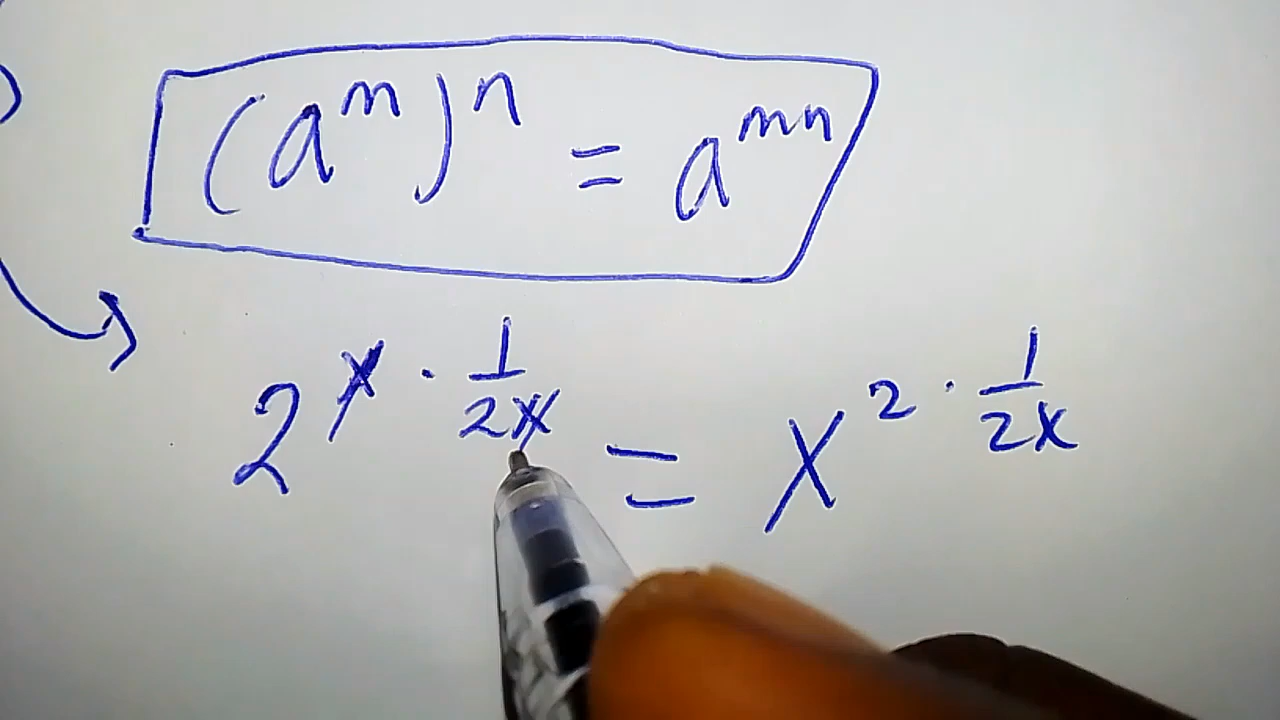 (a^m)^n = a^{mn}
2^{x · 1/2x} = x^{2 · 1/2x}